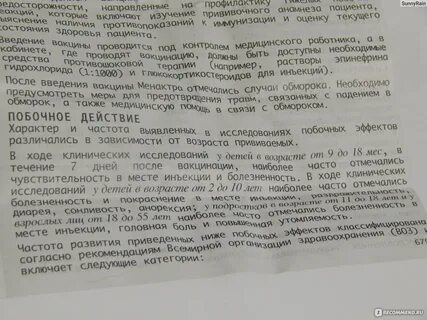 SunnyRain
предосторожности, направленные на профилактику тяжелых
вакцин, которые включают изучение прививочного анамнеза пациента,
наличия противопоказаний к иммунизации и оценку текущего
состояния здоровья пациента.
Введение вакцины проводится под контролем медицинского работника, а в
кабинете, где проводят вакцинацию, должны быть доступны необходимые
средства противошоковой терапии (например, растворы эпинефрина
гидрохлорида (1:1000) и глюкокортикостероидов для инъекций).
После введения вакцины Менактро отмечались случаи обморока. Необходимо
предусмотреть меры для предотвращения травм, связанных с падением в
обморок, а также медицинскую помощь в связи с обмороком.
ПОБОЧНОЕ ДЕЙСТВИЕ
Характер и частота выявленных в исследованиях побочных эффектов
различались в зависимости от возраста прививаемых.
В ходе клинических исследований у детей в возрасте от 9 до 18 мес, в
течение 7 дней после вакцинации, наиболее часто отмечались
чувствительность в месте инъекции и болезненность. В ходе клинических
исследований у детей в возрасте от 2 до 10 лет наиболее часто отмечались
болезненность и покраснение в месте инъекции, раздражительность,
диарея, сонливость, анорексия; у подростков в возрасте от 11 до 18 лет и у
взрослых лиц от 18 до 55 лет наиболее часто отмечались болезненность в
месте инъекции, головная боль и повышенная утомляемость.
Частота развития приведенных ниже побочных эффектов классифицирована
согласно рекомендациям Всемирной организации здравоохранения (ВОЗ) и
включает следующие категории:
IRECOMMEND.RU